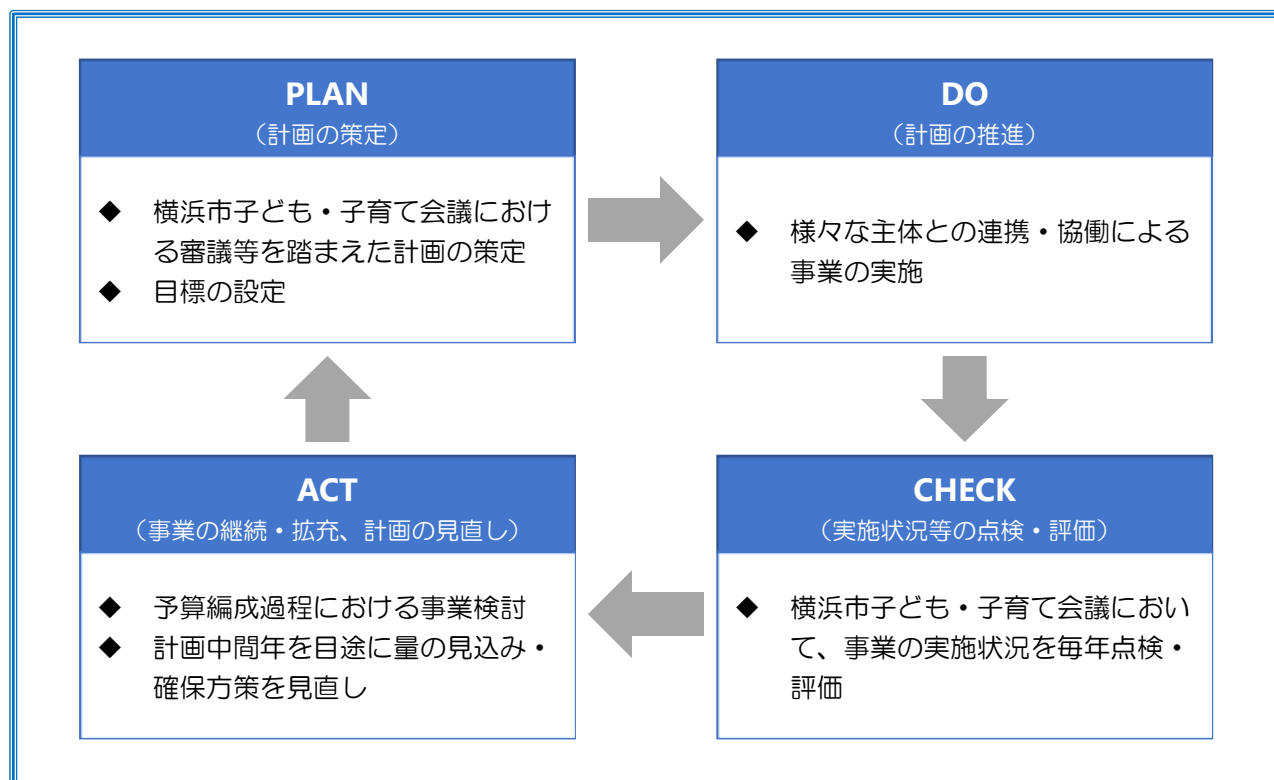 PLAN
（計画の策定）
◆ 横浜市子ども・子育て会議におけ
る審議等を踏まえた計画の策定
◆ 目標の設定
DO
（計画の推進）
◆ 様々な主体との連携・協働による
事業の実施
ACT
（事業の継続・拡充、計画の見直し）
◆ 予算編成過程における事業検討
◆ 計画中間年を目途に量の見込み・
確保方策を見直し
CHECK
（実施状況等の点検・評価）
◆ 横浜市子ども・子育て会議におい
て、事業の実施状況を毎年点検・
評価